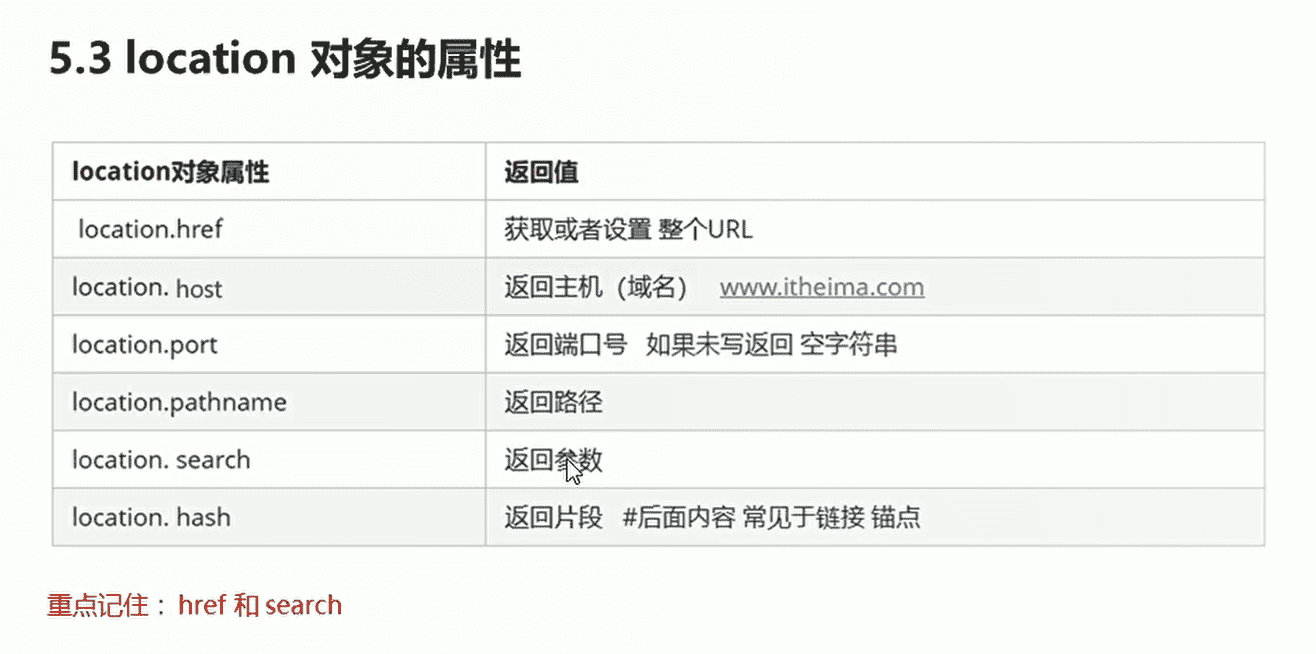 5.3 location 对象的属性
location对象属性 返回值
location.href 获取或者设置 整个URL
location. host 返回主机（域名） www.itheima.com
location.port 返回端口号 如果未写返回 空字符串
location.pathname 返回路径
location. search 返回参数
location. hash 返回片段 #后面内容 常见于链接 锚点
重点记住：href 和 search